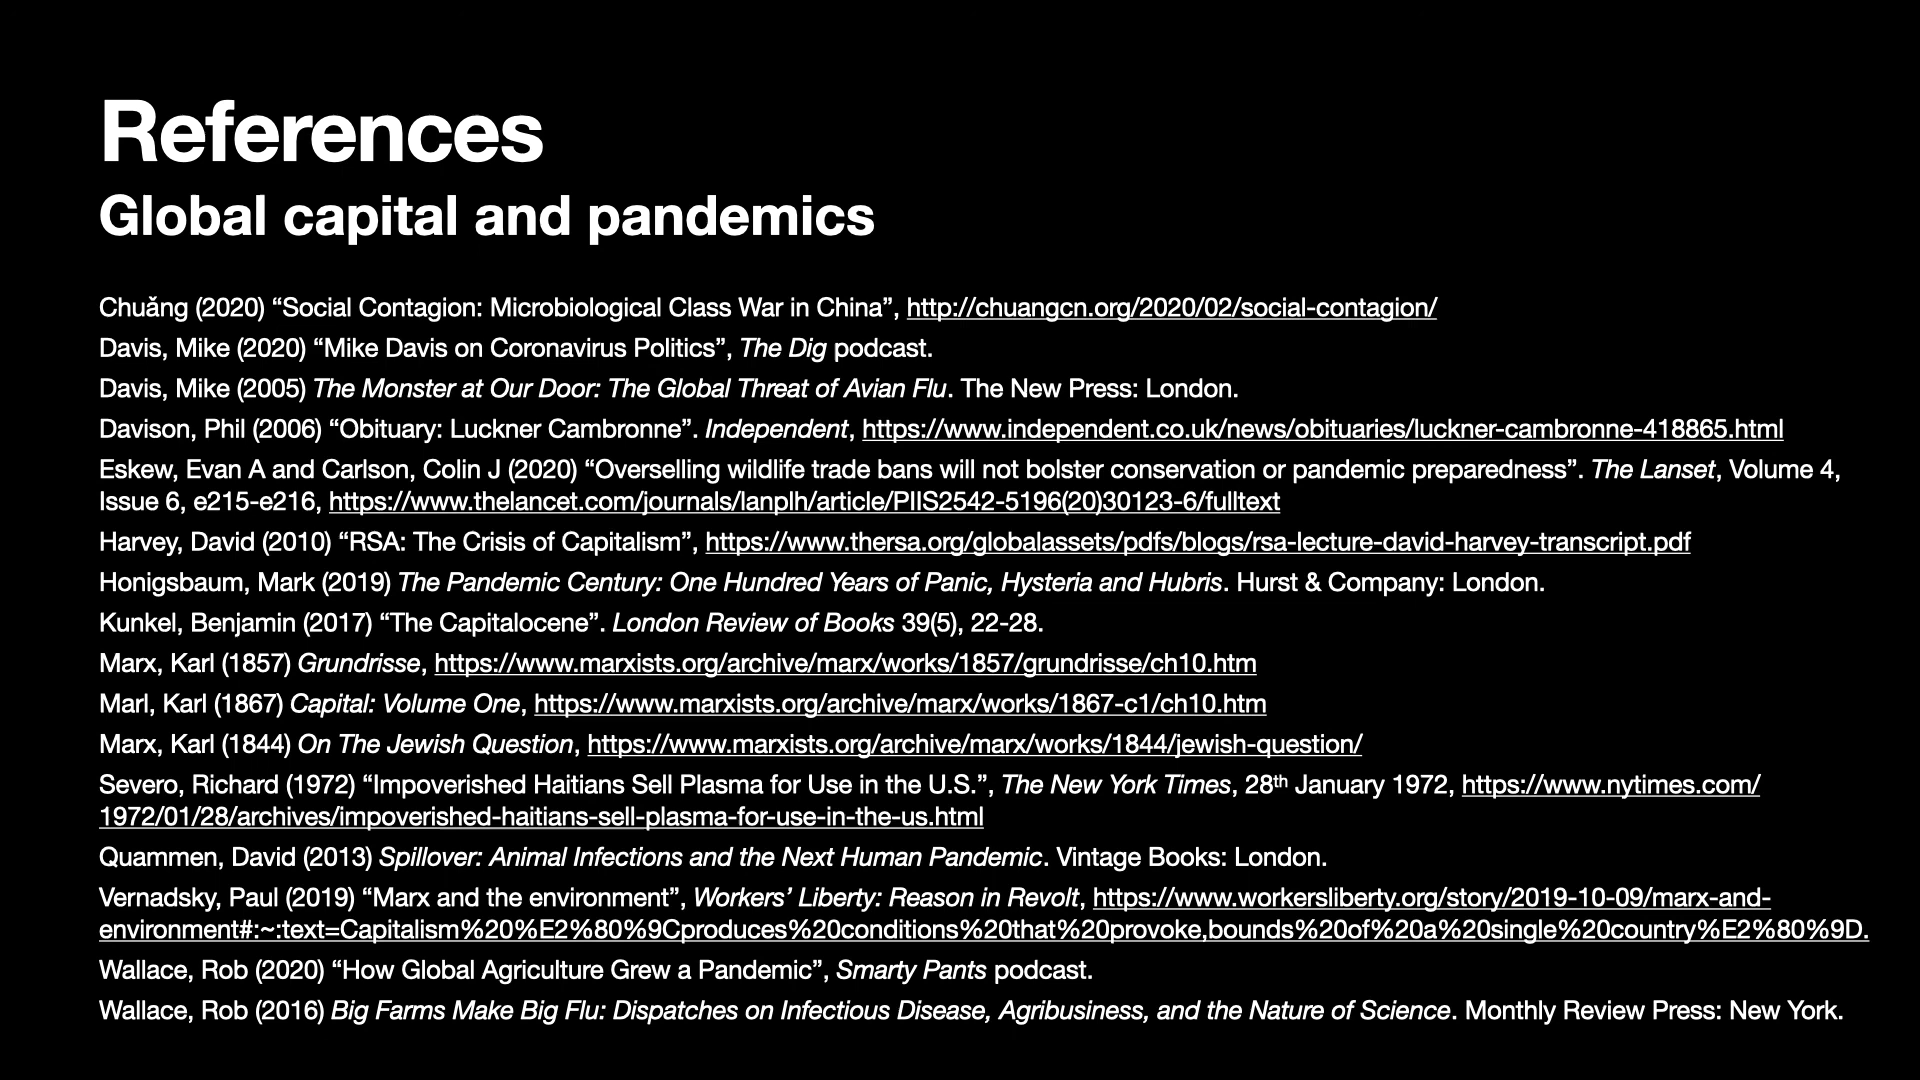 References
Global capital and pandemics
Chuǎng (2020) “Social Contagion: Microbiological Class War in China”, http://chuangcn.org/2020/02/social-contagion/
Davis, Mike (2020) “Mike Davis on Coronavirus Politics”, The Dig podcast.
Davis, Mike (2005) The Monster at Our Door: The Global Threat of Avian Flu. The New Press: London.
Davison, Phil (2006) “Obituary: Luckner Cambronne”. Independent, https://www.independent.co.uk/news/obituaries/luckner-cambronne-418865.html
Eskew, Evan A and Carlson, Colin J (2020) “Overselling wildlife trade bans will not bolster conservation or pandemic preparedness”. The Lanset, Volume 4,
Issue 6, e215-e216, https://www.thelancet.com/journals/lanplh/article/PIIS2542-5196(20)30123-6/fulltext
Harvey, David (2010) “RSA: The Crisis of Capitalism”, https://www.thersa.org/globalassets/pdfs/blogs/rsa-lecture-david-harvey-transcript.pdf
Honigsbaum, Mark (2019) The Pandemic Century: One Hundred Years of Panic, Hysteria and Hubris. Hurst & Company: London.
Kunkel, Benjamin (2017) “The Capitalocene”. London Review of Books 39(5), 22-28.
Marx, Karl (1857) Grundrisse, https://www.marxists.org/archive/marx/works/1857/grundrisse/ch10.htm
Marl, Karl (1867) Capital: Volume One, https://www.marxists.org/archive/marx/works/1867-c1/ch10.htm
Marx, Karl (1844) On The Jewish Question, https://www.marxists.org/archive/marx/works/1844/jewish-question/
Severo, Richard (1972) “Impoverished Haitians Sell Plasma for Use in the U.S.”, The New York Times, 28th January 1972, https://www.nytimes.com/
1972/01/28/archives/impoverished-haitians-sell-plasma-for-use-in-the-us.html
Quammen, David (2013) Spillover: Animal Infections and the Next Human Pandemic. Vintage Books: London.
Vernadsky, Paul (2019) “Marx and the environment”, Workers’ Liberty: Reason in Revolt, https://www.workersliberty.org/story/2019-10-09/marx-and-
environment#:~:text=Capitalism%20%E2%80%9Cproduces%20conditions%20that%20provoke,bounds%20of%20a%20single%20country%E2%80%9D.
Wallace, Rob (2020) “How Global Agriculture Grew a Pandemic”, Smarty Pants podcast.
Wallace, Rob (2016) Big Farms Make Big Flu: Dispatches on Infectious Disease, Agribusiness, and the Nature of Science. Monthly Review Press: New York.